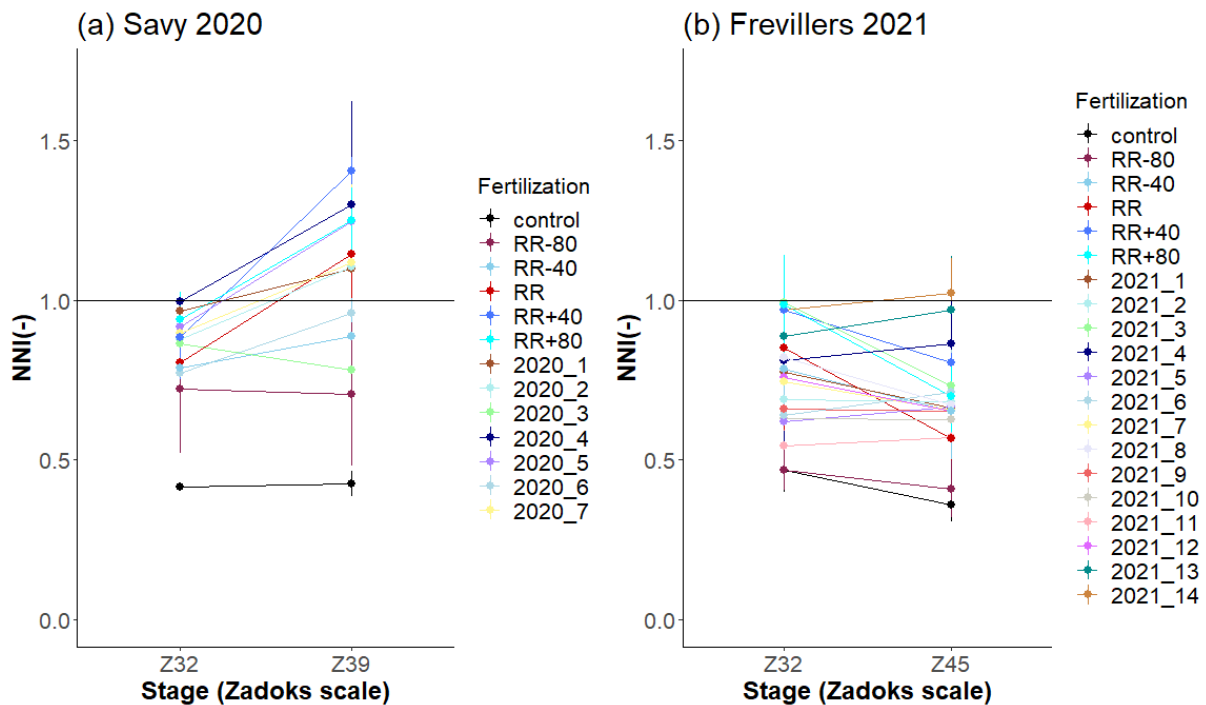 (a) Savy 2020
NNI(-)
1.5
1.0
0.5
0.0
Z32 Z39
Stage (Zadoks scale)
Fertilization
control
RR-80
RR-40
RR
RR+40
RR+80
2020_1
2020_2
2020_3
2020_4
2020_5
2020_6
2020_7
(b) Frevillers 2021
NNI(-)
1.5
1.0
0.5
0.0
Z32 Z45
Stage (Zadoks scale)
Fertilization
control
RR-80
RR-40
RR
RR+40
RR+80
2021_1
2021_2
2021_3
2021_4
2021_5
2021_6
2021_7
2021_8
2021_9
2021_10
2021_11
2021_12
2021_13
2021_14